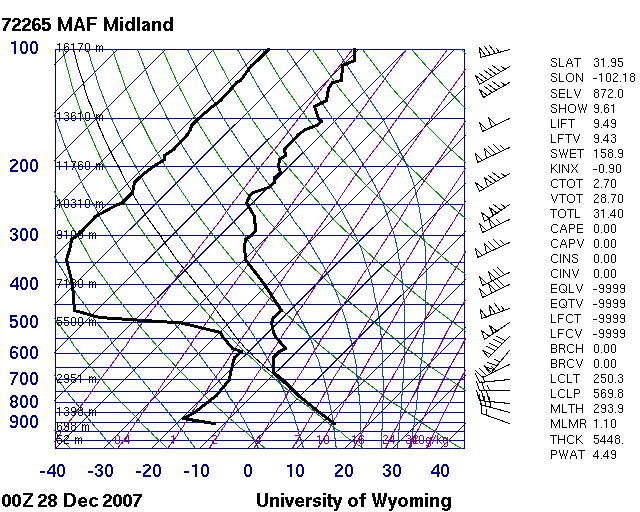 72265 MAF Midland
100 16170 m
13610 m
200 11760 m
10310 m
300 9100 m
400
500 5500 m
600
700 2951 m
800 1398 m
900 698 m
52 m 0.4 1 2 4 7 10 16 24 32 40g/kg
-40 -30 -20 -10 0 10 20 30 40
00Z 28 Dec 2007 University of Wyoming
SLAT 31.95
SLON -102.18
SELV 872.0
SHOW 9.61
LIFT 9.49
LFTV 9.43
SWET 158.9
KINX -0.90
CTOT 2.70
VTOT 28.70
TOTL 31.40
CAPE 0.00
CAPV 0.00
CINS 0.00
CINV 0.00
EQLV -9999
EQTV -9999
LFCT -9999
LFCV -9999
BRCH 0.00
BRCV 0.00
LCLT 250.3
LCLP 569.8
MLTH 293.9
MLMR 1.10
THCK 5448.
PWAT 4.49